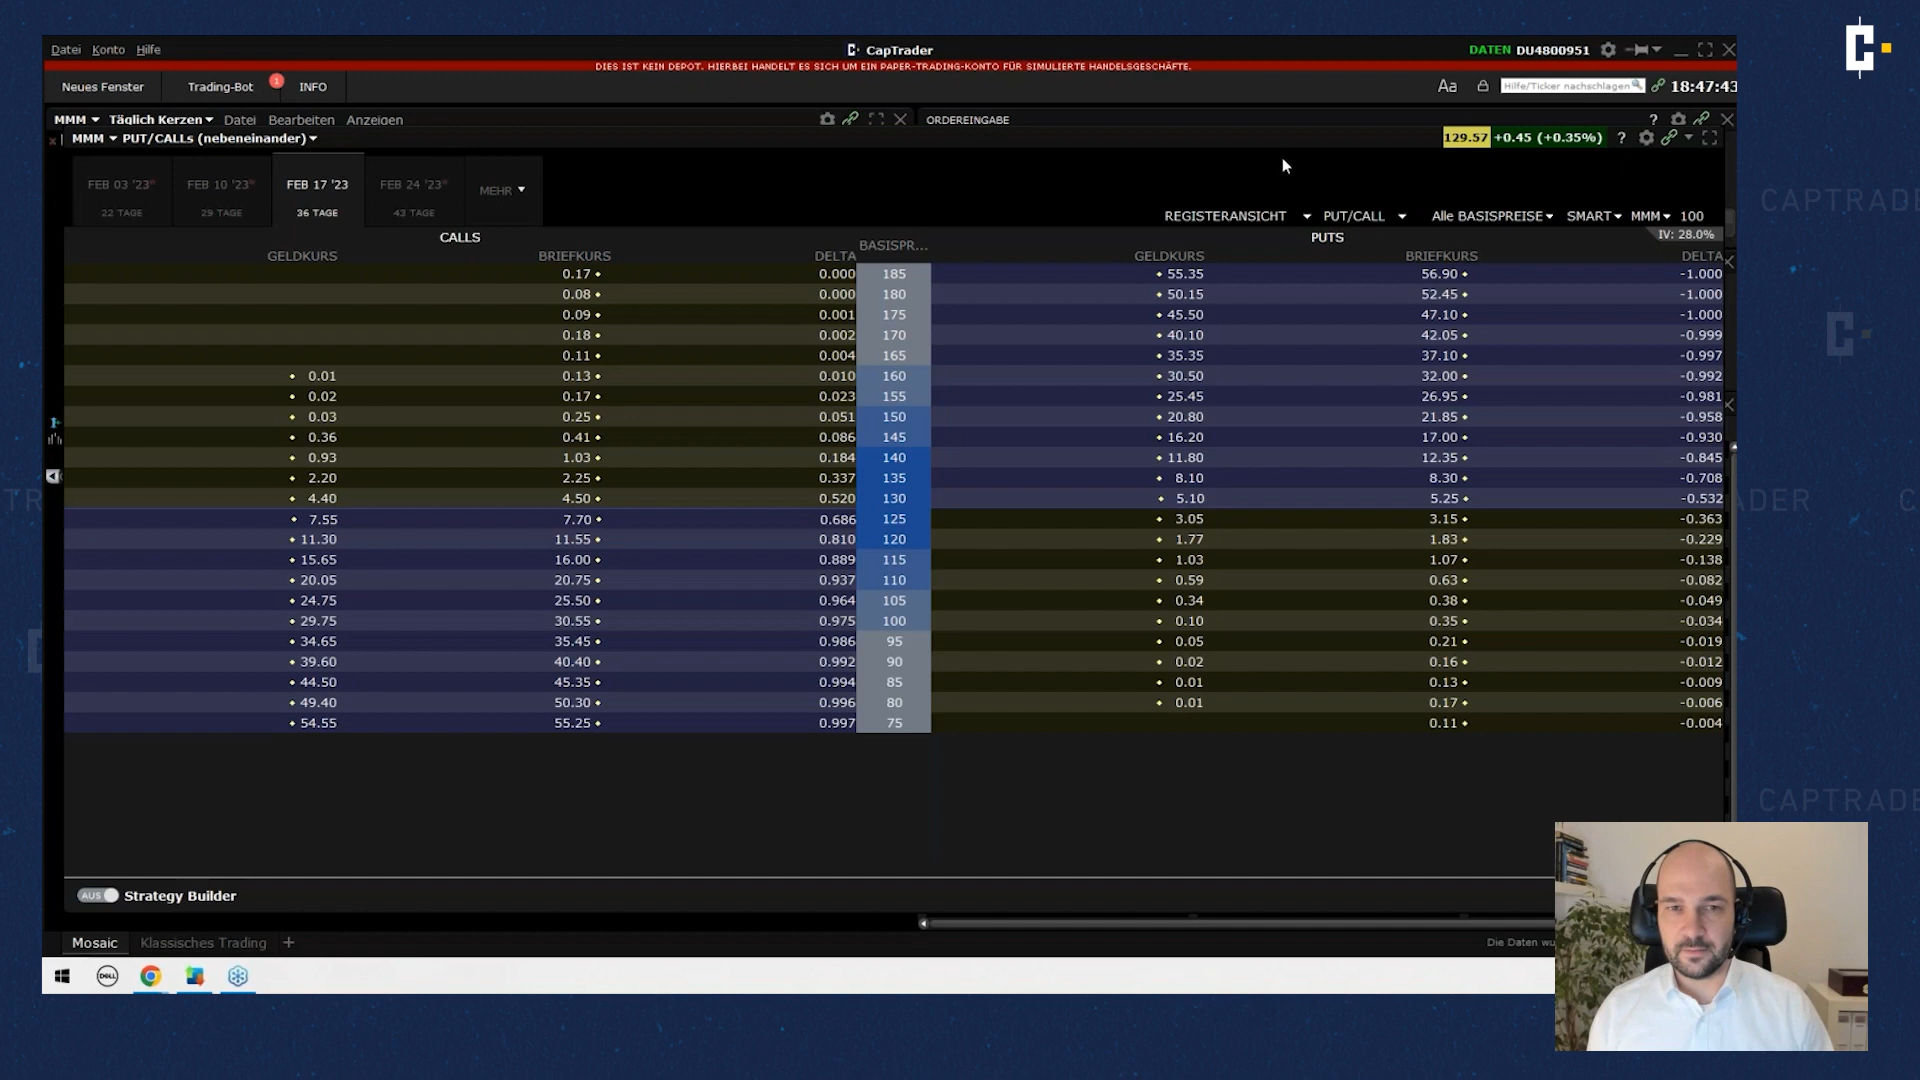 Datei Konto Hilfe
CapTrader
DATEN DU4800951
DIES IST KEIN DEPOT. HIERBEI HANDELT ES SICH UM EIN PAPER-TRADING-KONTO FÜR SIMULIERTE HANDELSGESCHÄFTE.
Neues Fenster Trading-Bot 1 INFO
Aa Hilfe/Ticker nachschlagen 18:47:43
MMM Täglich Kerzen Datei Bearbeiten Anzeigen
ORDEREINGABE ?
MMM PUT/CALLs (nebeneinander)
129.57 +0.45 (+0.35%) ?
FEB 03 '23 FEB 10 '23 FEB 17 '23 FEB 24 '23 MEHR
22 TAGE 29 TAGE 36 TAGE 43 TAGE
REGISTERANSICHT PUT/CALL Alle BASISPREISE SMART MMM 100
IV: 28.0%
CALLS BASISPR... PUTS
GELDKURS BRIEFKURS DELTA GELDKURS BRIEFKURS DELTA
0.17 0.000 185 55.35 56.90 -1.000
0.08 0.000 180 50.15 52.45 -1.000
0.09 0.001 175 45.50 47.10 -1.000
0.18 0.002 170 40.10 42.05 -0.999
0.11 0.004 165 35.35 37.10 -0.997
0.01 0.13 0.010 160 30.50 32.00 -0.992
0.02 0.17 0.023 155 25.45 26.95 -0.981
0.03 0.25 0.051 150 20.80 21.85 -0.958
0.36 0.41 0.086 145 16.20 17.00 -0.930
0.93 1.03 0.184 140 11.80 12.35 -0.845
2.20 2.25 0.337 135 8.10 8.30 -0.708
4.40 4.50 0.520 130 5.10 5.25 -0.532
7.55 7.70 0.686 125 3.05 3.15 -0.363
11.30 11.55 0.810 120 1.77 1.83 -0.229
15.65 16.00 0.889 115 1.03 1.07 -0.138
20.05 20.75 0.937 110 0.59 0.63 -0.082
24.75 25.50 0.964 105 0.34 0.38 -0.049
29.75 30.55 0.975 100 0.10 0.35 -0.034
34.65 35.45 0.986 95 0.05 0.21 -0.019
39.60 40.40 0.992 90 0.02 0.16 -0.012
44.50 45.35 0.994 85 0.01 0.13 -0.009
49.40 50.30 0.996 80 0.01 0.17 -0.006
54.55 55.25 0.997 75 0.11 -0.004
AUS Strategy Builder
Mosaic Klassisches Trading +
Die Daten wu
DELL